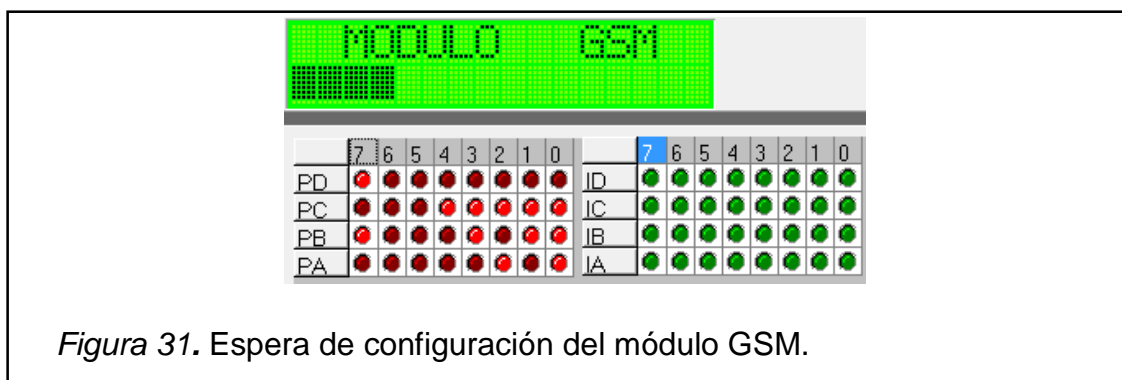 MODULO GSM
7 6 5 4 3 2 1 0 7 6 5 4 3 2 1 0
PD ID
PC IC
PB IB
PA IA
Figura 31. Espera de configuración del módulo GSM.